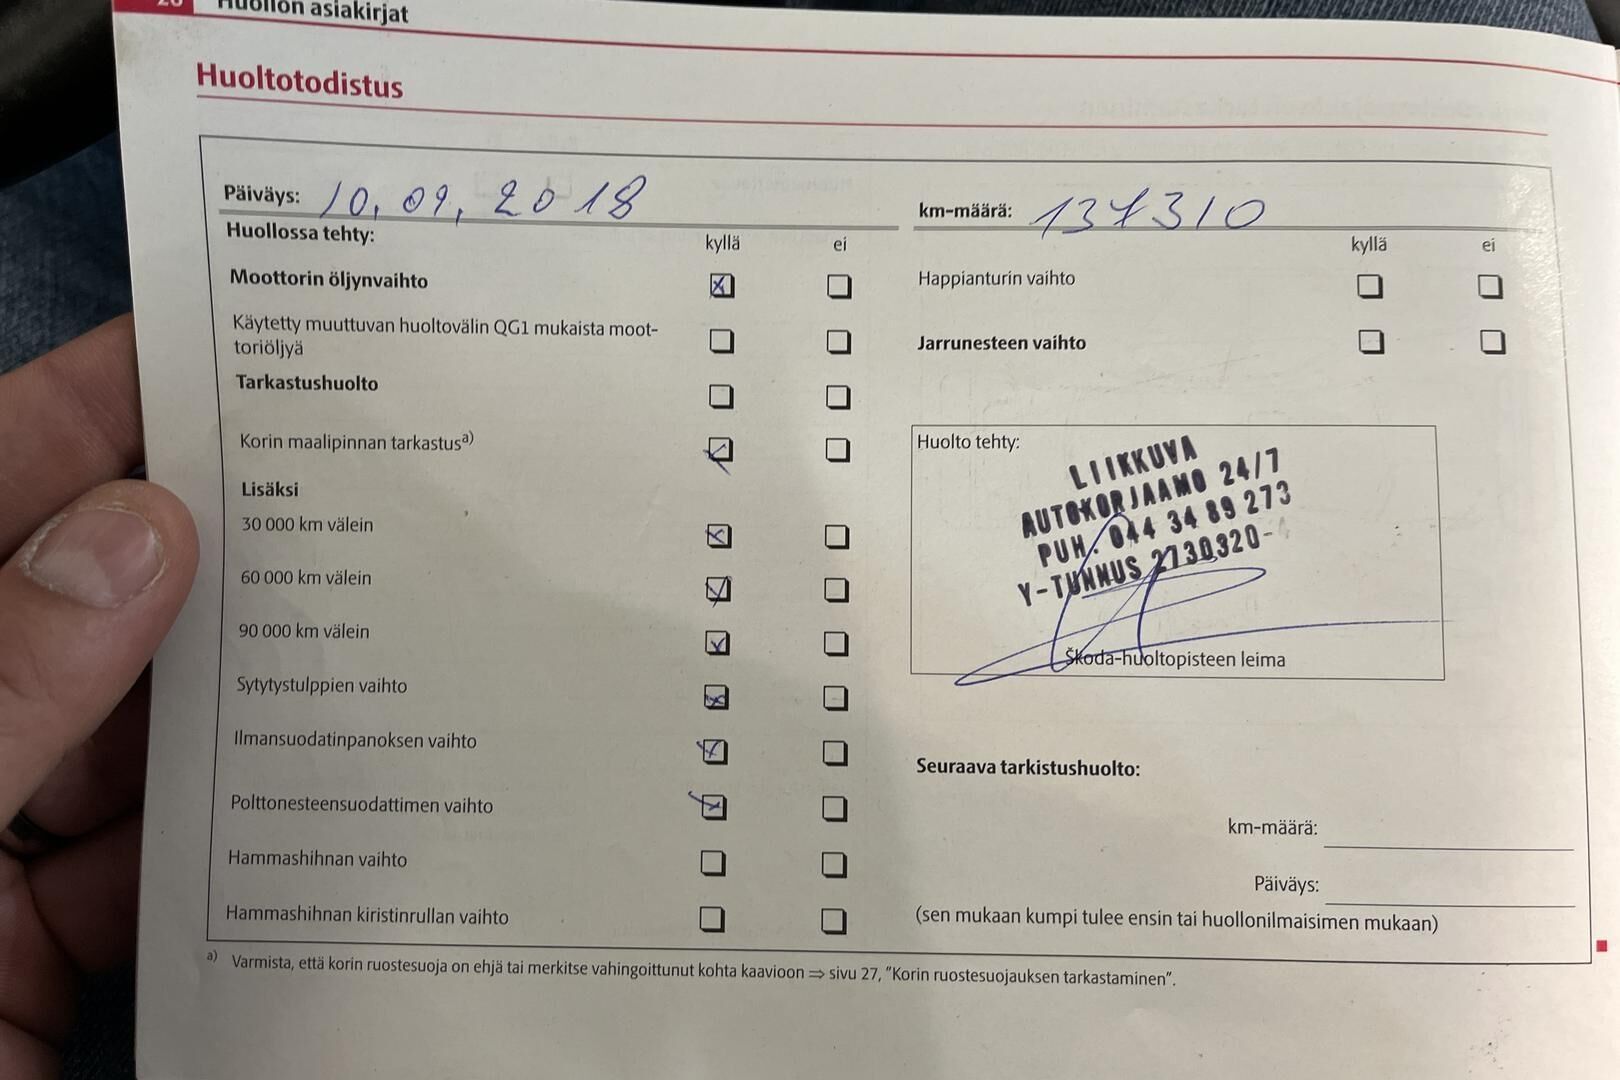 Huollon asiakirjat
Huoltotodistus
Päiväys: 10.09.2018
km-määrä: 137310
Huollossa tehty:
kyllä ei
kyllä ei
Moottorin öljynvaihto
Käytetty muuttuvan huoltovälin QG1 mukaista moot-
toriöljyä
Tarkastushuolto
Korin maalipinnan tarkastus a)
Lisäksi
30 000 km välein
60 000 km välein
90 000 km välein
Sytytystulppien vaihto
Ilmansuodatinpanoksen vaihto
Polttonesteensuodattimen vaihto
Hammashihnan vaihto
Hammashihnan kiristinrullan vaihto
Happianturin vaihto
Jarrunesteen vaihto
Huolto tehty:
LIIKKUVA
AUTOKORJAAMO 24/7
PUH. 044 34 89 273
Y-TUNNUS 2730320-
Škoda-huoltopisteen leima
Seuraava tarkistushuolto:
km-määrä:
Päiväys:
(sen mukaan kumpi tulee ensin tai huollonilmaisimen mukaan)
a) Varmista, että korin ruostesuoja on ehjä tai merkitse vahingoittunut kohta kaavioon ⇒ sivu 27, "Korin ruostesuojauksen tarkastaminen".